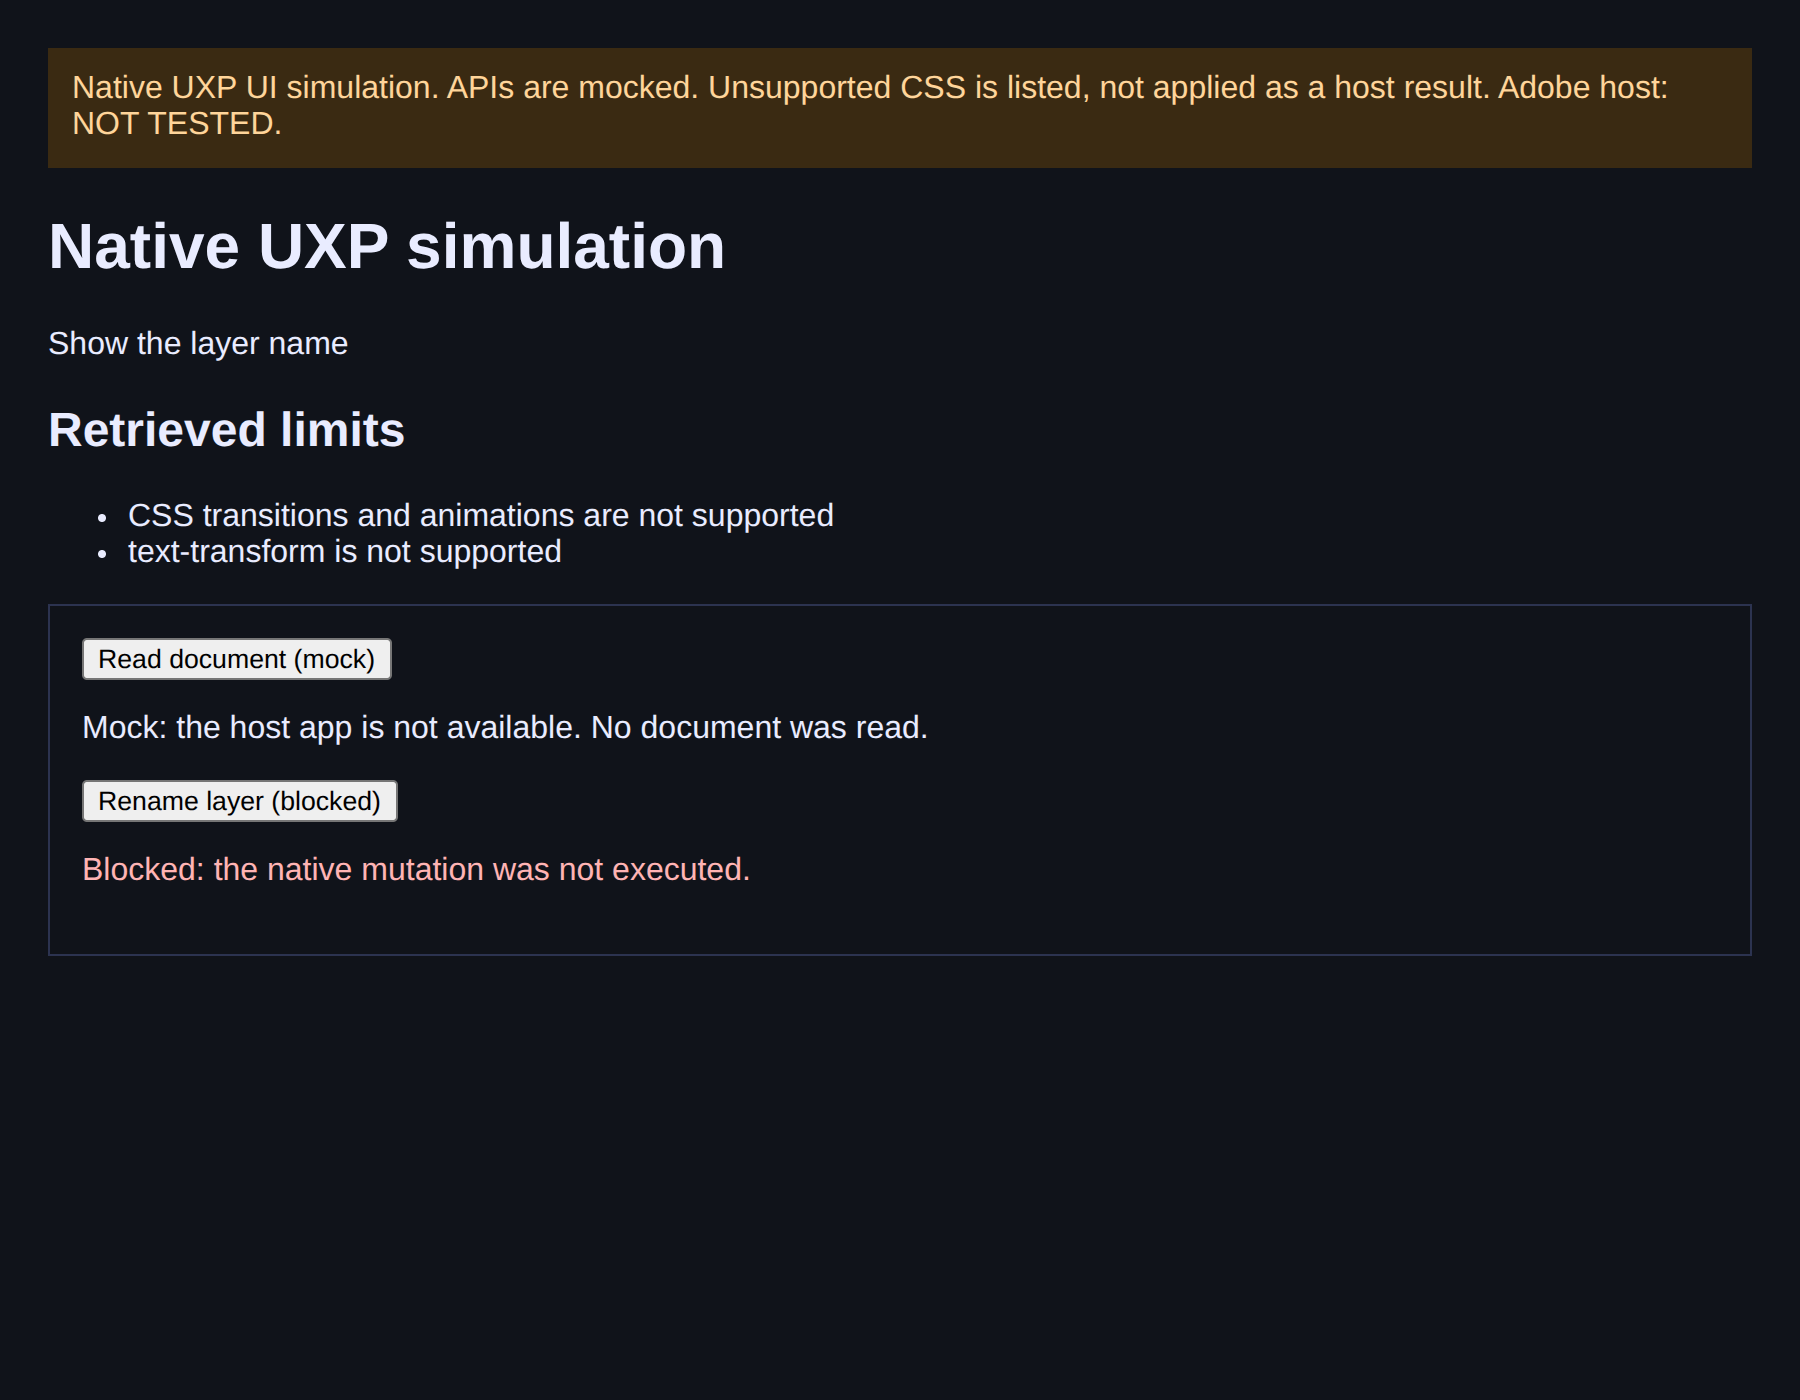 Native UXP UI simulation. APIs are mocked. Unsupported CSS is listed, not applied as a host result. Adobe host:
NOT TESTED.
Native UXP simulation
Show the layer name
Retrieved limits
CSS transitions and animations are not supported
text-transform is not supported
Read document (mock)
Mock: the host app is not available. No document was read.
Rename layer (blocked)
Blocked: the native mutation was not executed.